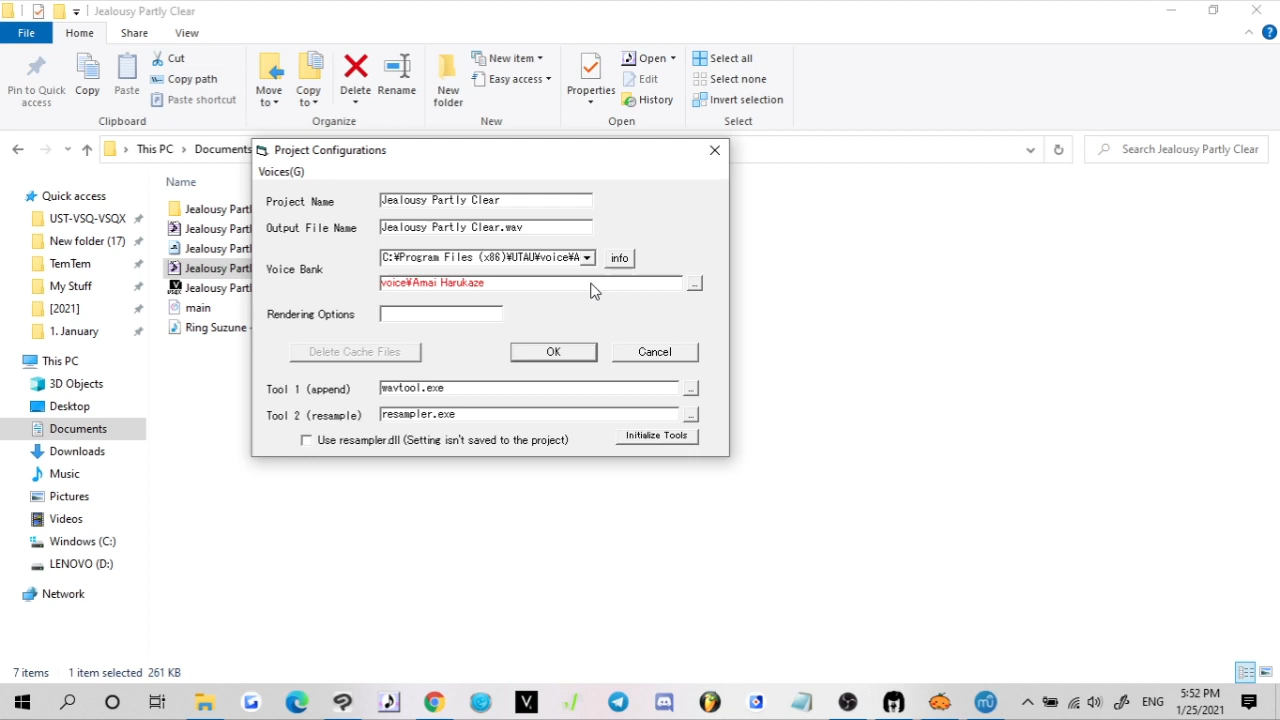 Jealousy Partly Clear
File Home Share View
Pin to Quick access
Copy
Paste
Cut
Copy path
Paste shortcut
Clipboard
Move to
Copy to
Delete
Rename
Organize
New folder
New item
Easy access
New
Properties
Open
Edit
History
Open
Select all
Select none
Invert selection
Select
This PC
Documents
Search Jealousy Partly Clear
Quick access
UST-VSQ-VSQX
New folder (17)
TemTem
My Stuff
[2021]
1. January
This PC
3D Objects
Desktop
Documents
Downloads
Music
Pictures
Videos
Windows (C:)
LENOVO (D:)
Network
Name
Jealousy Partl
Jealousy Partl
Jealousy Partl
Jealousy Partl
Jealousy Partl
main
Ring Suzune -
Project Configurations
Voices(G)
Project Name Jealousy Partly Clear
Output File Name Jealousy Partly Clear.wav
Voice Bank C:¥Program Files (x86)¥UTAU¥voice¥A info
voice¥Amai Harukaze ...
Rendering Options
Delete Cache Files OK Cancel
Tool 1 (append) wavtool.exe ...
Tool 2 (resample) resampler.exe ...
Use resampler.dll (Setting isn't saved to the project) Initialize Tools
7 items 1 item selected 261 KB
ENG
5:52 PM
1/25/2021